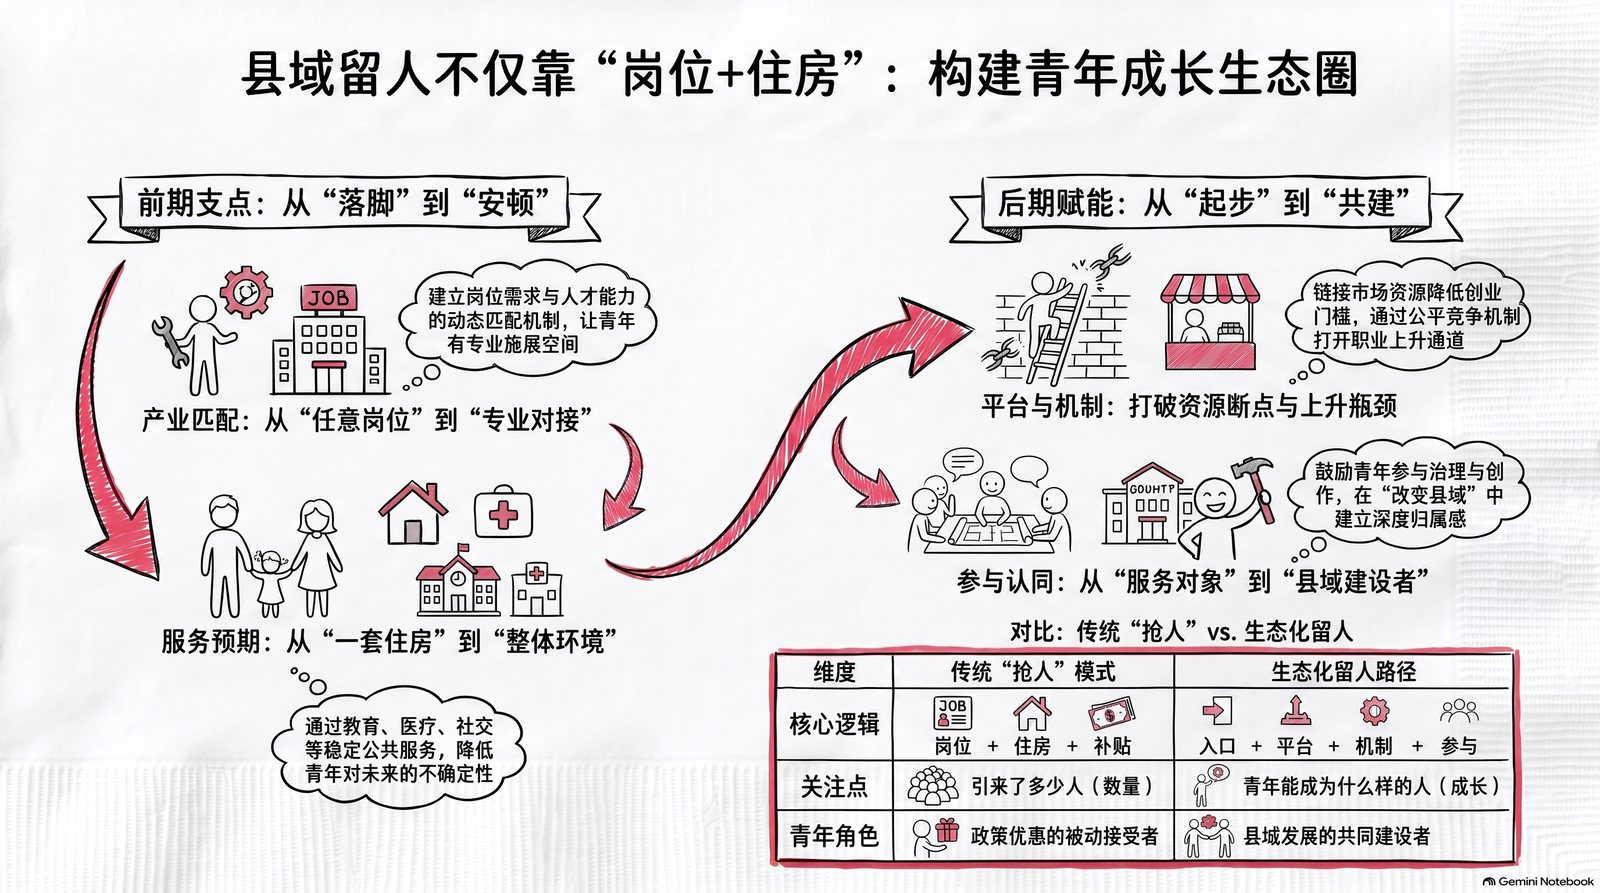 县域留人不仅靠“岗位+住房”：构建青年成长生态圈
前期支点：从“落脚”到“安顿”
JOB
建立岗位需求与人才能力
的动态匹配机制，让青年
有专业施展空间
产业匹配：从“任意岗位”到“专业对接”
服务预期：从“一套住房”到“整体环境”
通过教育、医疗、社交
等稳定公共服务，降低
青年对未来的不确定性
后期赋能：从“起步”到“共建”
链接市场资源降低创业
门槛，通过公平竞争机制
打开职业上升通道
平台与机制：打破资源断点与上升瓶颈
GOUHTP
鼓励青年参与治理与创
作，在“改变县域”中
建立深度归属感
参与认同：从“服务对象”到“县域建设者”
对比：传统“抢人”vs. 生态化留人
维度 传统“抢人”模式 生态化留人路径
JOB
核心逻辑 岗位 + 住房 + 补贴 入口 + 平台 + 机制 + 参与
关注点 引来了多少人（数量） 青年能成为什么样的人（成长）
青年角色 政策优惠的被动接受者 县域发展的共同建设者
Gemini Notebook